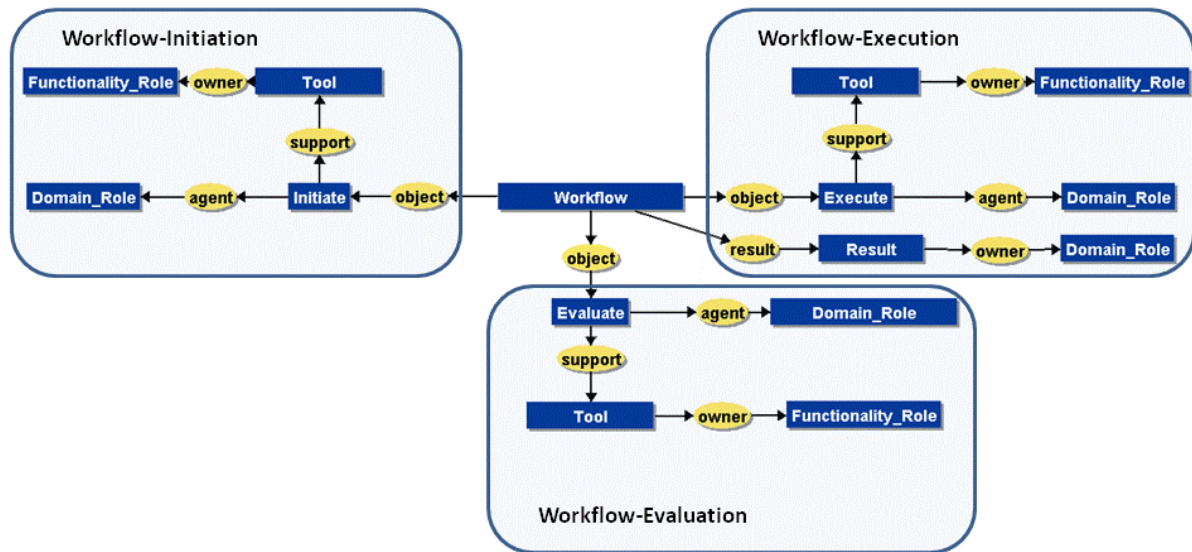 Workflow-Initiation
Functionality_Role owner Tool
support
Domain_Role agent Initiate object
Workflow
Workflow-Execution
Tool owner Functionality_Role
support
object Execute agent Domain_Role
result Result owner Domain_Role
object
Evaluate agent Domain_Role
support
Tool owner Functionality_Role
Workflow-Evaluation